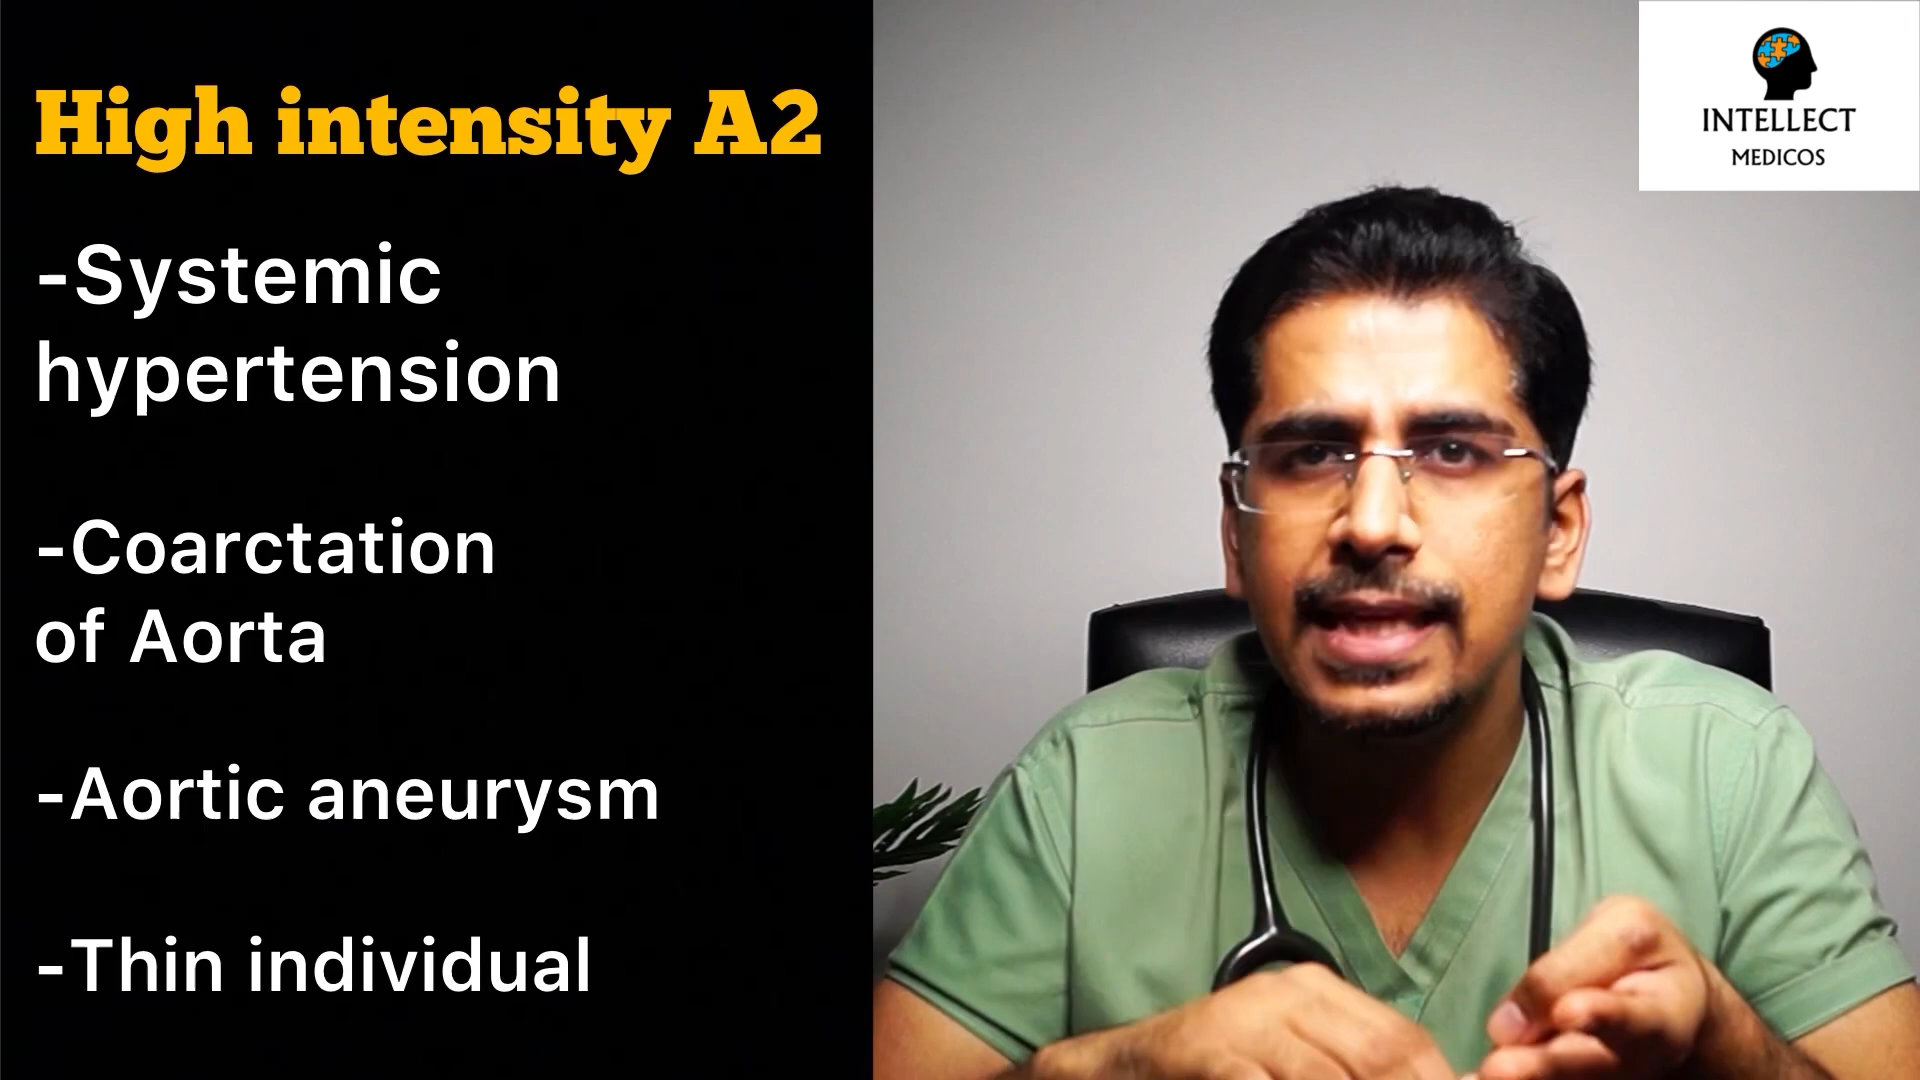 High intensity A2
-Systemic
hypertension
-Coarctation
of Aorta
-Aortic aneurysm
-Thin individual
INTELLECT
MEDICOS